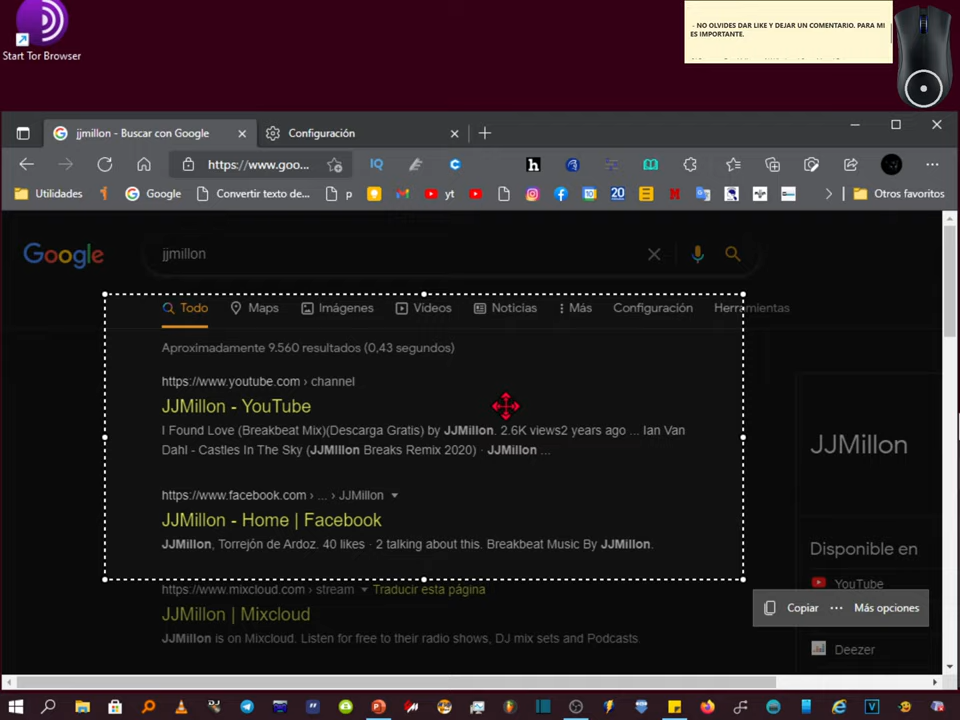 Start Tor Browser
- NO OLVIDES DAR LIKE Y DEJAR UN COMENTARIO. PARA MI
ES IMPORTANTE.
jjmillon - Buscar con Google
Configuración
https://www.goo...
IQ
h
Utilidades
Google
Convertir texto de...
p
yt
20
Otros favoritos
Google
jjmillon
Todo
Maps
Imágenes
Vídeos
Noticias
Más
Configuración
Herramientas
Aproximadamente 9.560 resultados (0,43 segundos)
https://www.youtube.com › channel
JJMillon - YouTube
I Found Love (Breakbeat Mix)(Descarga Gratis) by JJMillon. 2.6K views2 years ago ... Ian Van
Dahl - Castles In The Sky (JJMIllon Breaks Remix 2020) · JJMillon ...
https://www.facebook.com › ... › JJMillon
JJMillon - Home | Facebook
JJMillon, Torrejón de Ardoz. 40 likes · 2 talking about this. Breakbeat Music By JJMillon.
https://www.mixcloud.com › stream
Traducir esta página
JJMillon | Mixcloud
JJMillon is on Mixcloud. Listen for free to their radio shows, DJ mix sets and Podcasts.
JJMillon
Disponible en
YouTube
Deezer
Copiar
Más opciones